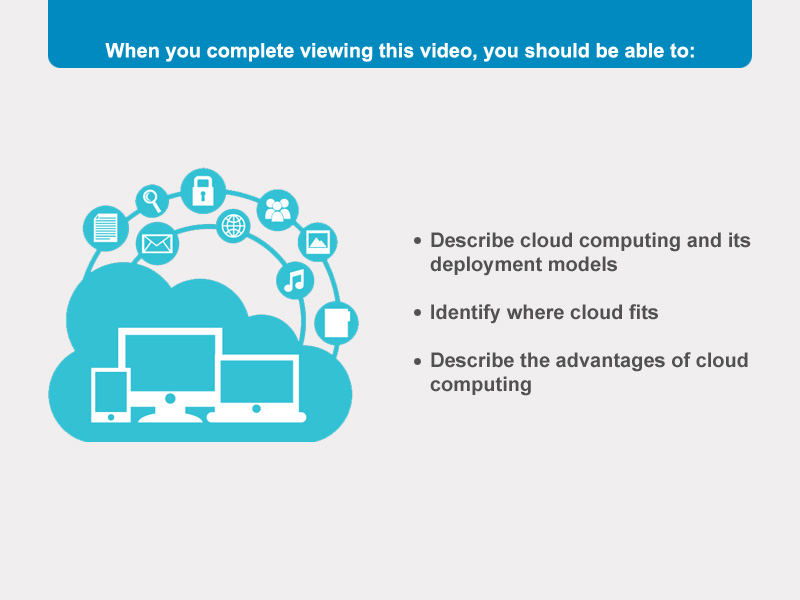 When you complete viewing this video, you should be able to:
• Describe cloud computing and its
deployment models
• Identify where cloud fits
• Describe the advantages of cloud
computing